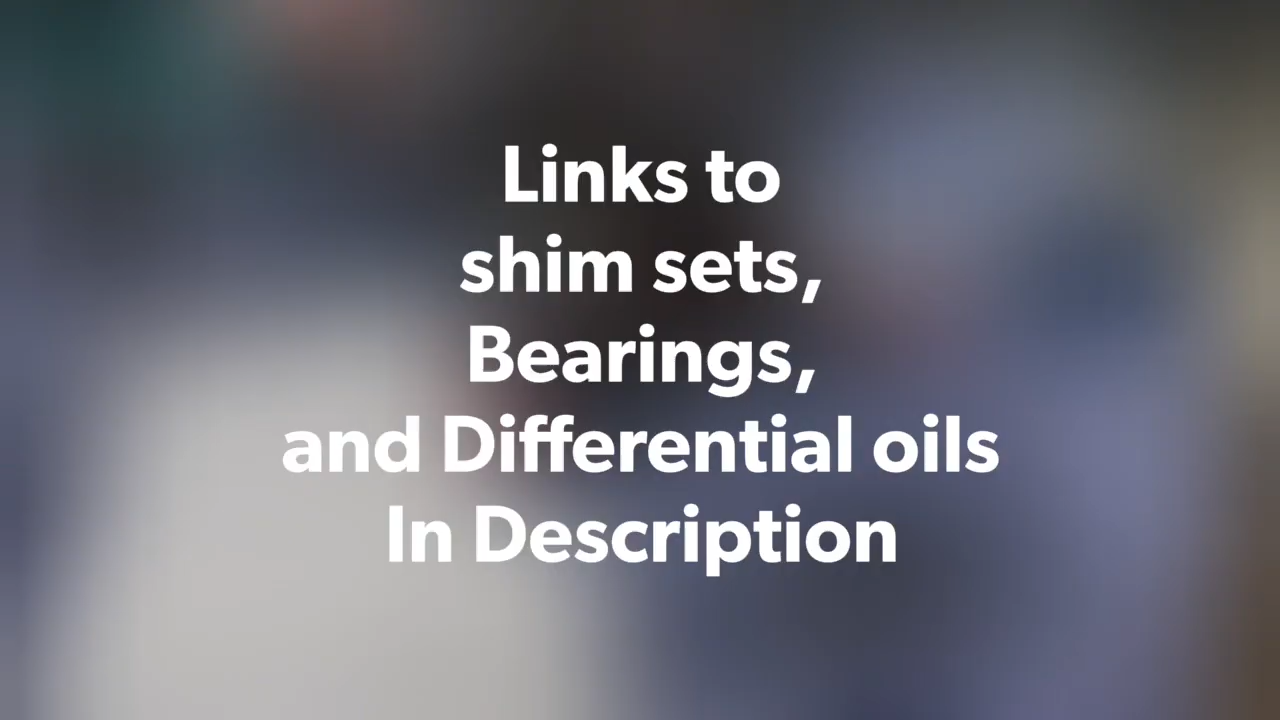 Links to
shim sets,
Bearings,
and Differential oils
In Description